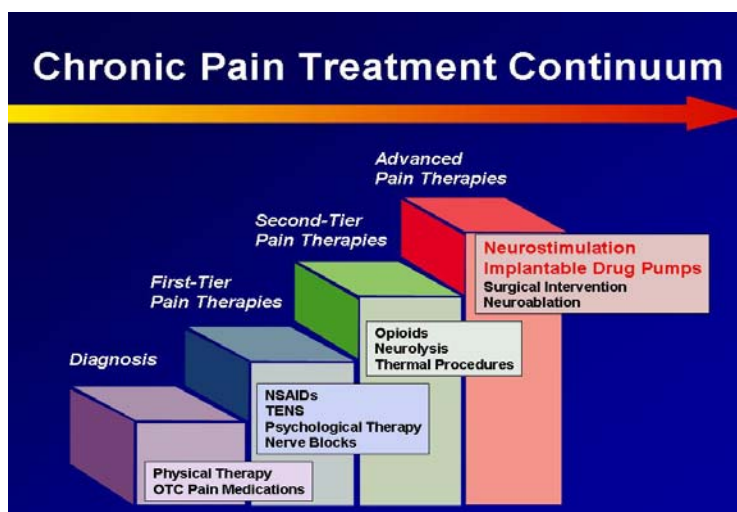 Chronic Pain Treatment Continuum
Advanced
Pain Therapies
Second-Tier
Pain Therapies
First-Tier
Pain Therapies
Diagnosis
Neurostimulation
Implantable Drug Pumps
Surgical Intervention
Neuroablation
Opioids
Neurolysis
Thermal Procedures
NSAIDs
TENS
Psychological Therapy
Nerve Blocks
Physical Therapy
OTC Pain Medications